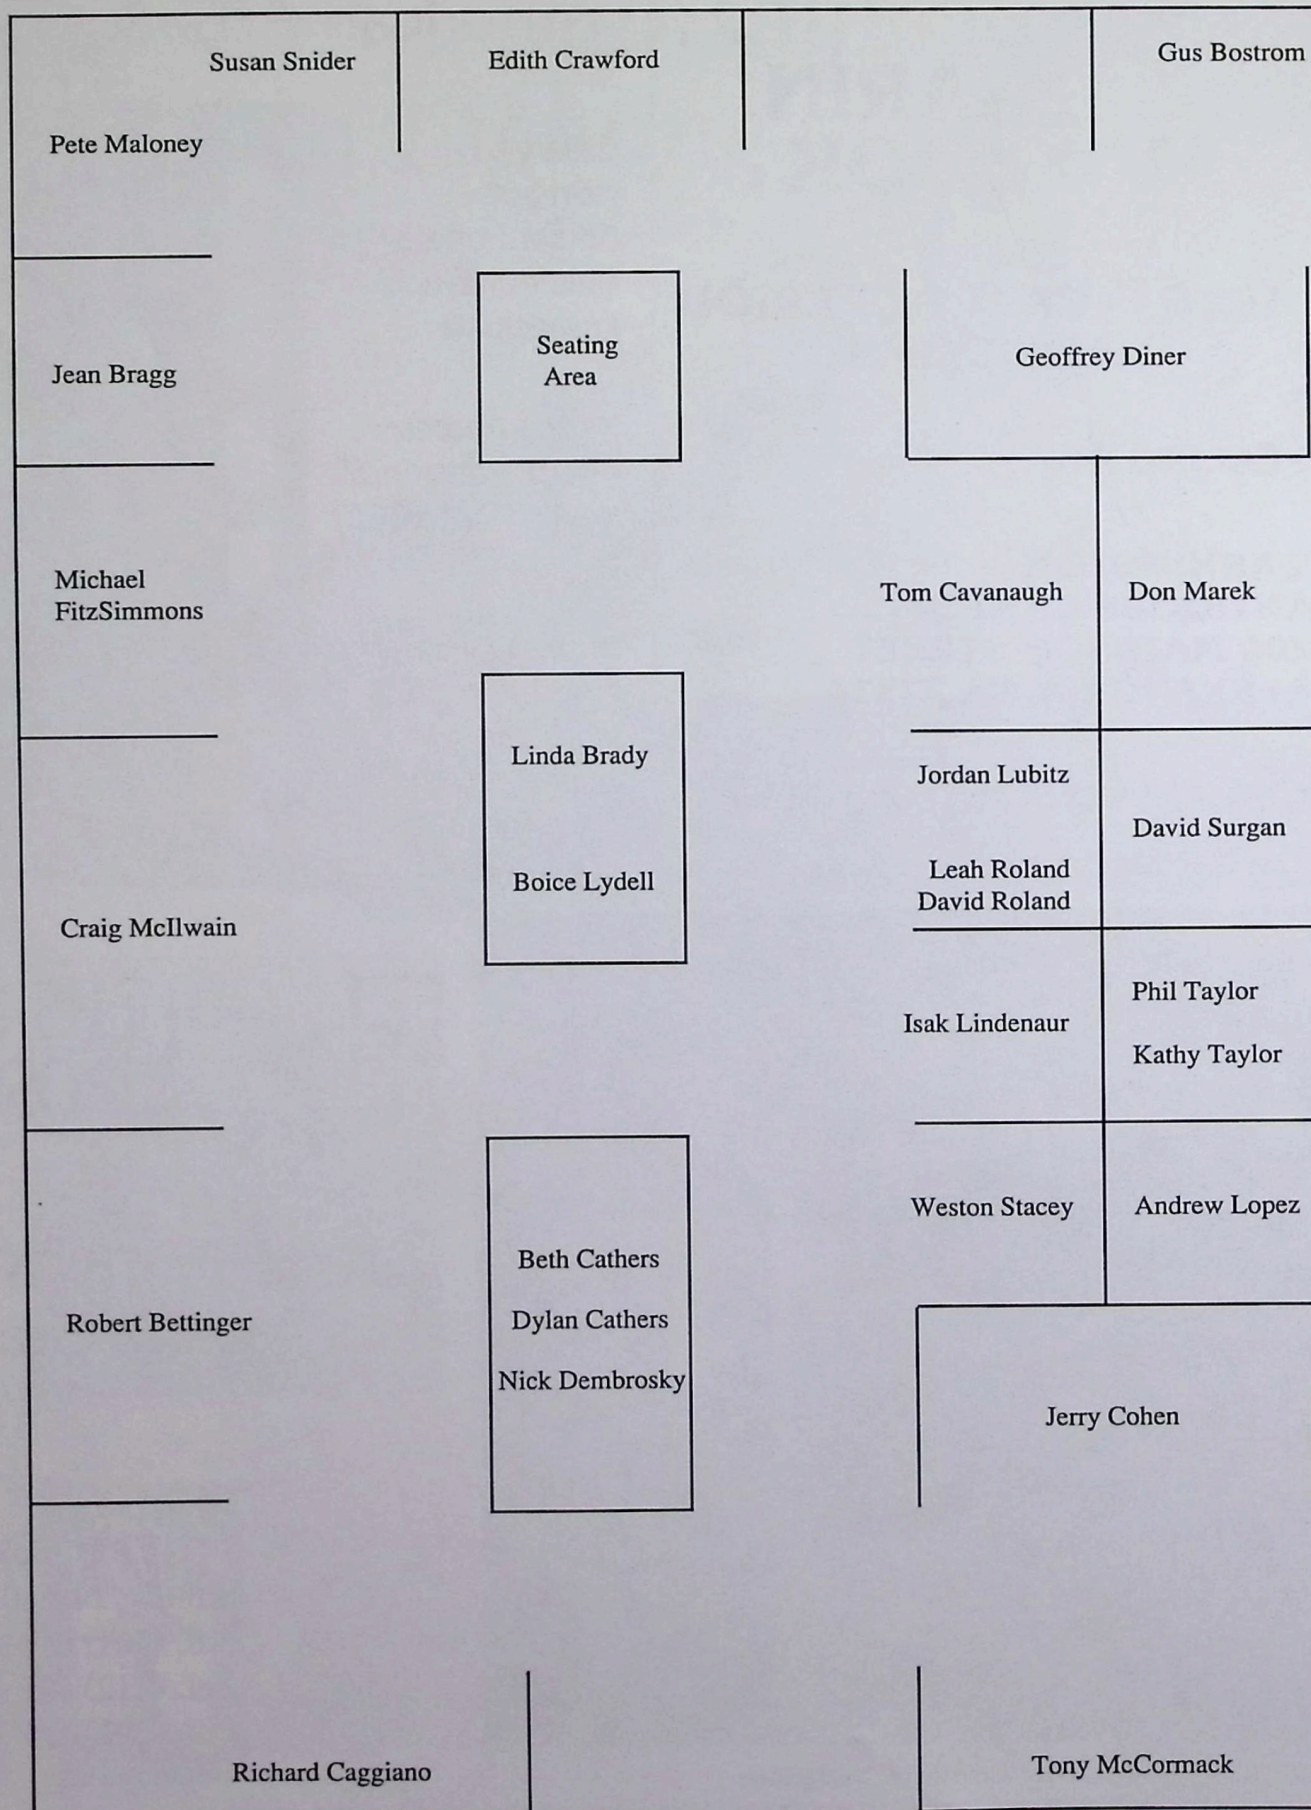 Susan Snider
Edith Crawford
Gus Bostrom
Pete Maloney
Jean Bragg
Seating
Area
Geoffrey Diner
Michael
FitzSimmons
Tom Cavanaugh
Don Marek
Linda Brady
Boice Lydell
Jordan Lubitz
Leah Roland
David Roland
David Surgan
Craig McIlwain
Isak Lindenaur
Phil Taylor
Kathy Taylor
Weston Stacey
Andrew Lopez
Robert Bettinger
Beth Cathers
Dylan Cathers
Nick Dembrosky
Jerry Cohen
Richard Caggiano
Tony McCormack